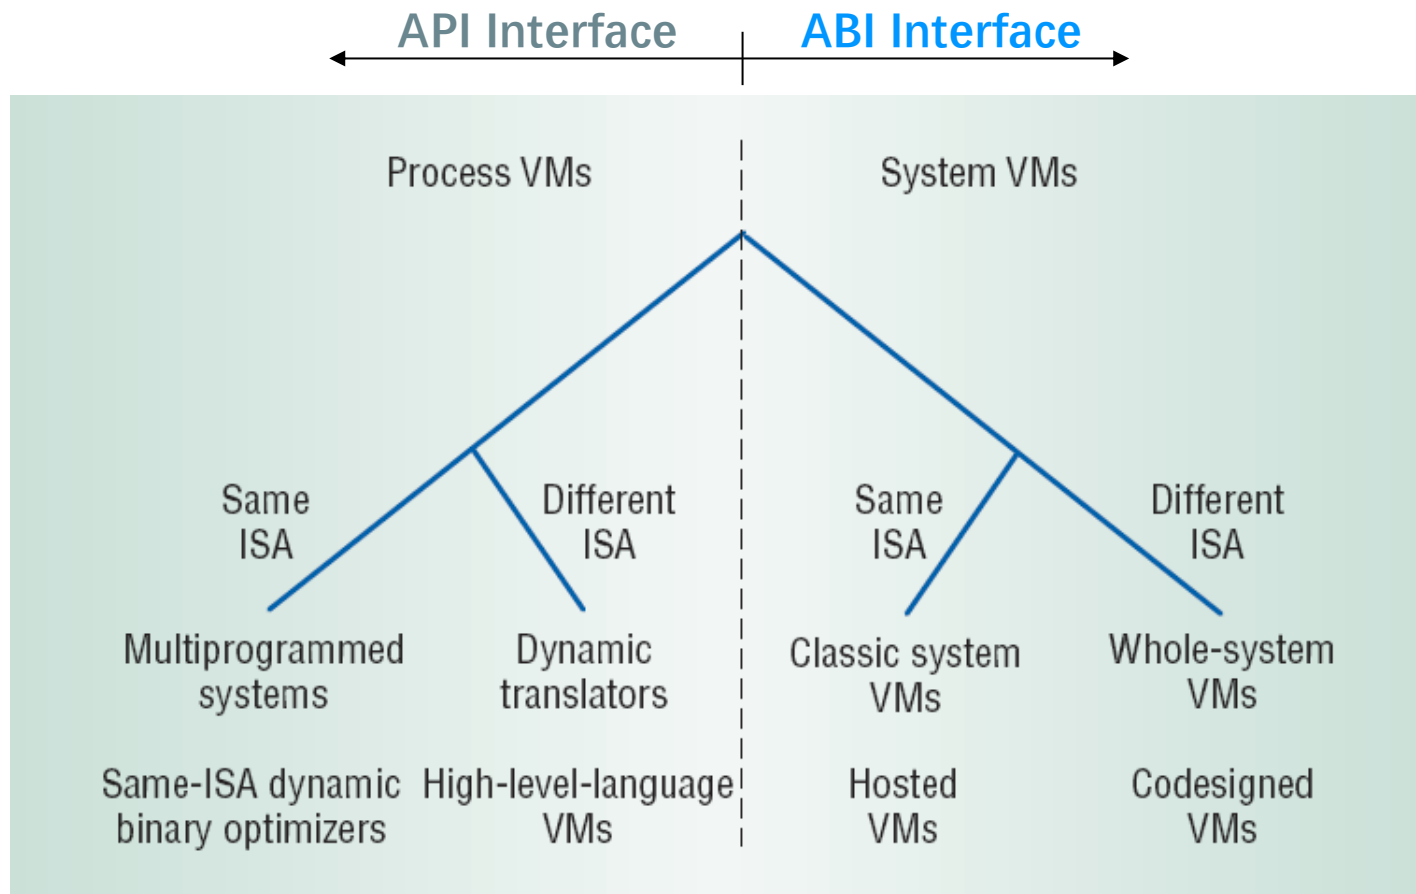 API Interface
ABI Interface
Process VMs
System VMs
Same
ISA
Different
ISA
Same
ISA
Different
ISA
Multiprogrammed
systems
Dynamic
translators
Classic system
VMs
Whole-system
VMs
Same-ISA dynamic
binary optimizers
High-level-language
VMs
Hosted
VMs
Codesigned
VMs